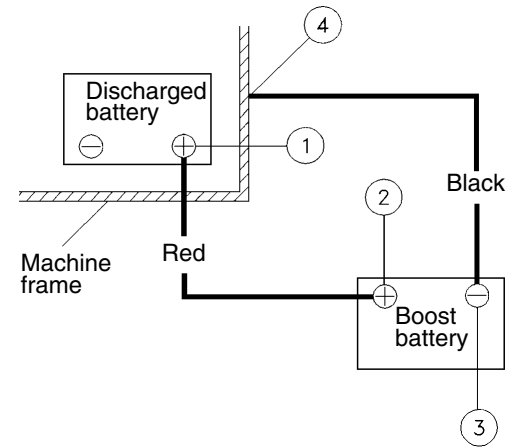 4
Discharged
battery
1
Black
2
Red
Machine
frame
Boost
battery
3